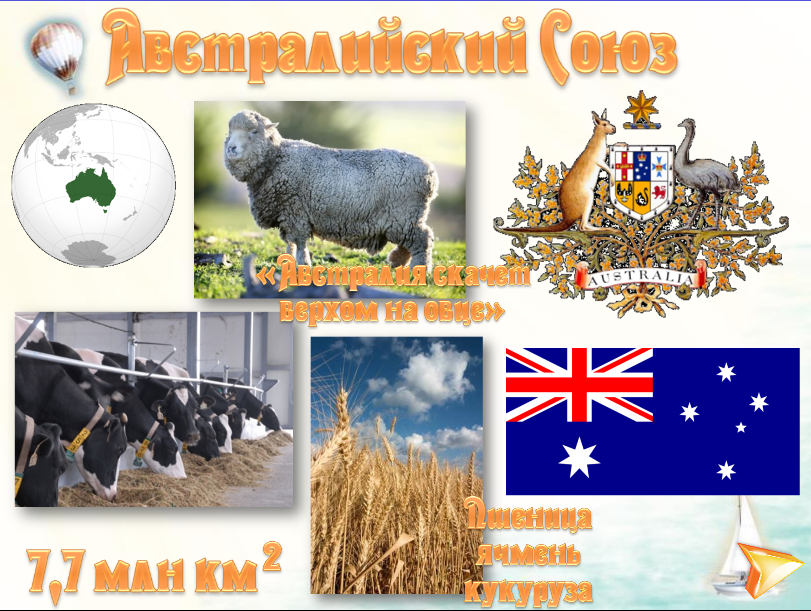 Австралийский Союз
«Австралия скачет
верхом на овце»
AUSTRALIA
Пшеница
ячмень
кукуруза
7,7 млн км²